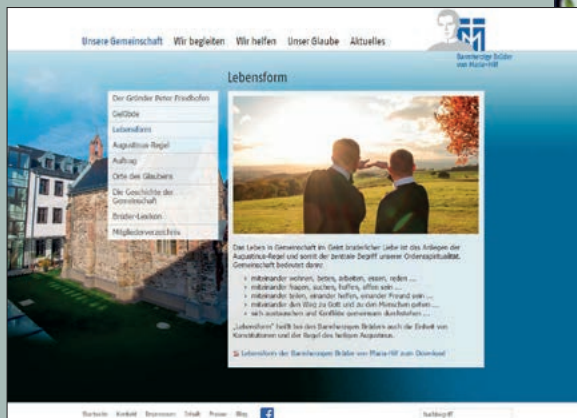 Unsere Gemeinschaft Wir begleiten Wir helfen Unser Glaube Aktuelles
Barmherzige Brüder
von Maria-Hilf
Lebensform
Der Gründer Peter Friedhofen
Gelübde
Lebensform
Augustinus-Regel
Auftrag
Orte des Glaubens
Die Geschichte der
Gemeinschaft
Brüder-Lexikon
Mitgliederverzeichnis
Das Leben in Gemeinschaft im Geist brüderlicher Liebe ist das Anliegen der
Augustinus-Regel und somit der zentrale Begriff unserer Ordensspiritualität.
Gemeinschaft bedeutet dann:
miteinander wohnen, beten, arbeiten, essen, reden ...
miteinander fragen, suchen, hoffen, offen sein ...
miteinander teilen, einander helfen, einander Freund sein ...
miteinander den Weg zu Gott und zu den Menschen gehen ...
sich austauschen und Konflikte gemeinsam durchstehen ...
„Lebensform" heißt bei den Barmherzigen Brüdern auch die Einheit von
Konstitutionen und der Regel des heiligen Augustinus.
Lebensform der Barmherzigen Brüder von Maria-Hilf zum Download
Startseite Kontakt Impressum Inhalt Presse Blog f Suchbegriff